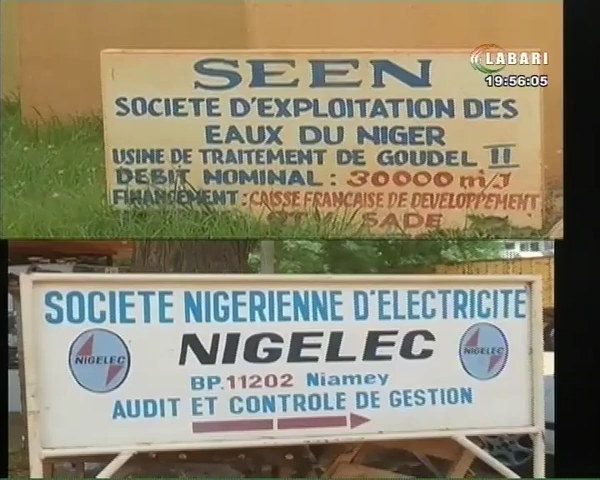 LABARI
19:56:05
SEEN
SOCIETE D'EXPLOITATION DES
EAUX DU NIGER
USINE DE TRAITEMENT DE GOUDEL II
DEBIT NOMINAL : 30000 m³/J
FINANCEMENT : CAISSE FRANÇAISE DE DEVELOPPEMENT
SADE
SOCIETE NIGERIENNE D'ELECTRICITE
NIGELEC
NIGELEC
NIGELEC
BP.11202 Niamey
AUDIT ET CONTROLE DE GESTION